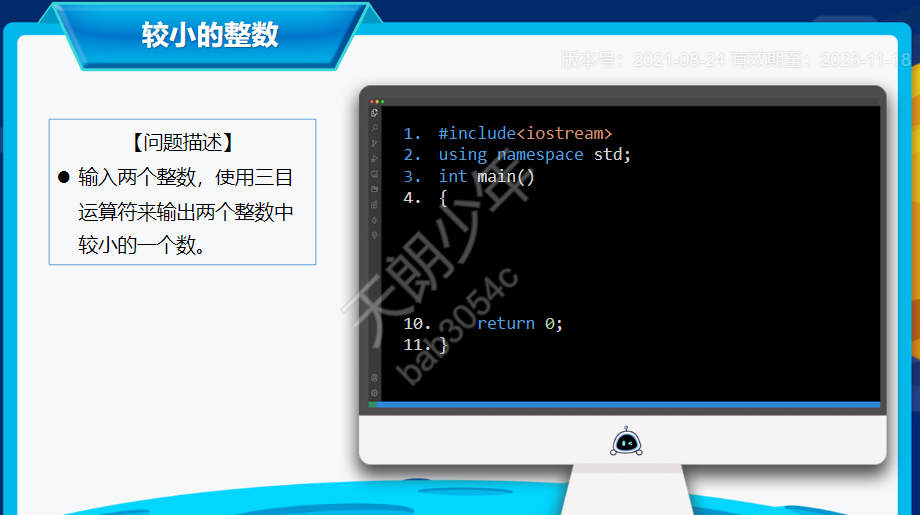 较小的整数
版本号：2021-08-24 有效期至：2023-11-18
【问题描述】
● 输入两个整数，使用三目
运算符来输出两个整数中
较小的一个数。
1. #include<iostream>
2. using namespace std;
3. int main()
4. {
10. return 0;
11. }
天朗少年
bab3054c